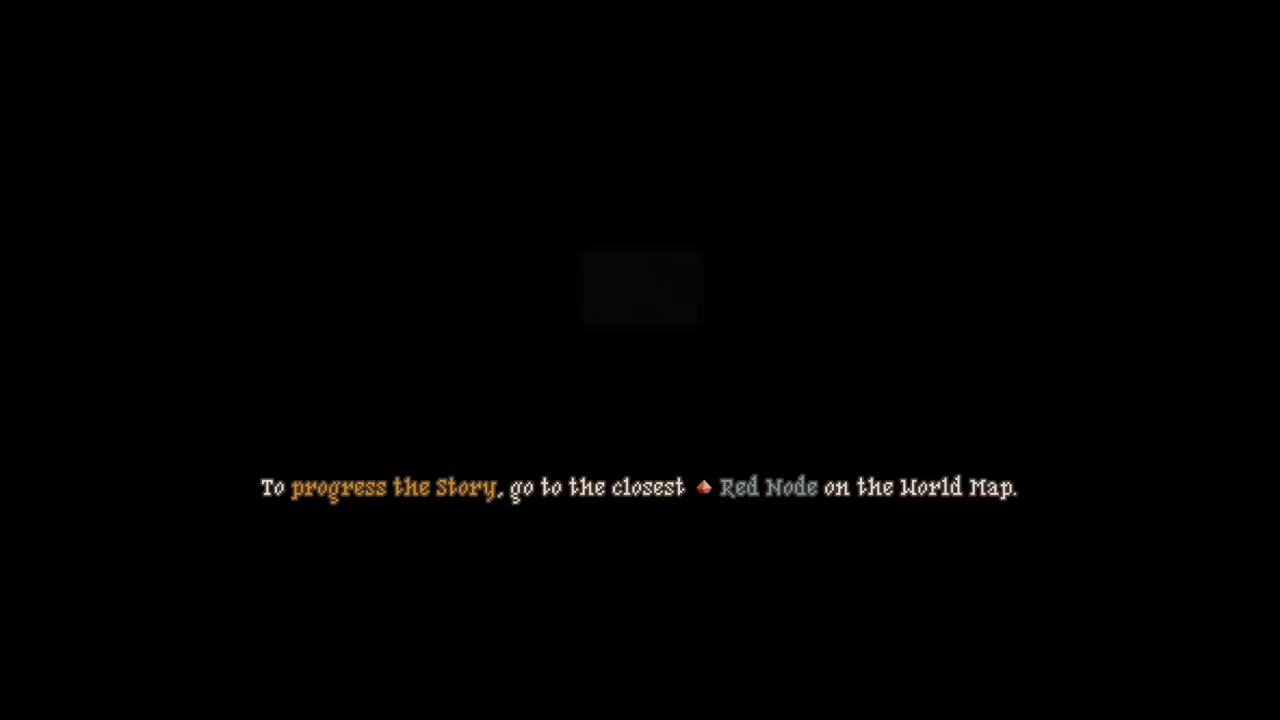 To progress the Story, go to the closest Red Node on the World Map.